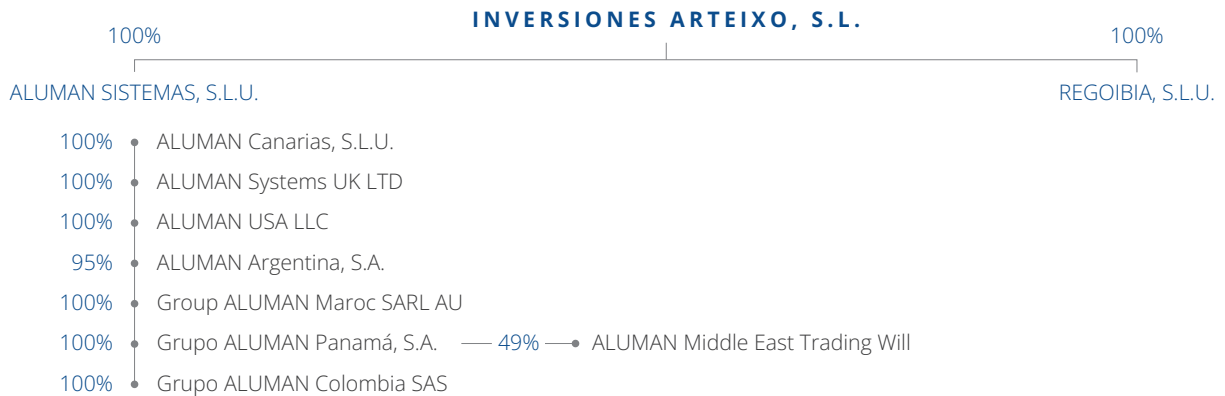 INVERSIONES ARTEIXO, S.L.
100%
100%
ALUMAN SISTEMAS, S.L.U.
REGOIBIA, S.L.U.
100% ALUMAN Canarias, S.L.U.
100% ALUMAN Systems UK LTD
100% ALUMAN USA LLC
95% ALUMAN Argentina, S.A.
100% Group ALUMAN Maroc SARL AU
100% Grupo ALUMAN Panamá, S.A. 49% ALUMAN Middle East Trading Will
100% Grupo ALUMAN Colombia SAS